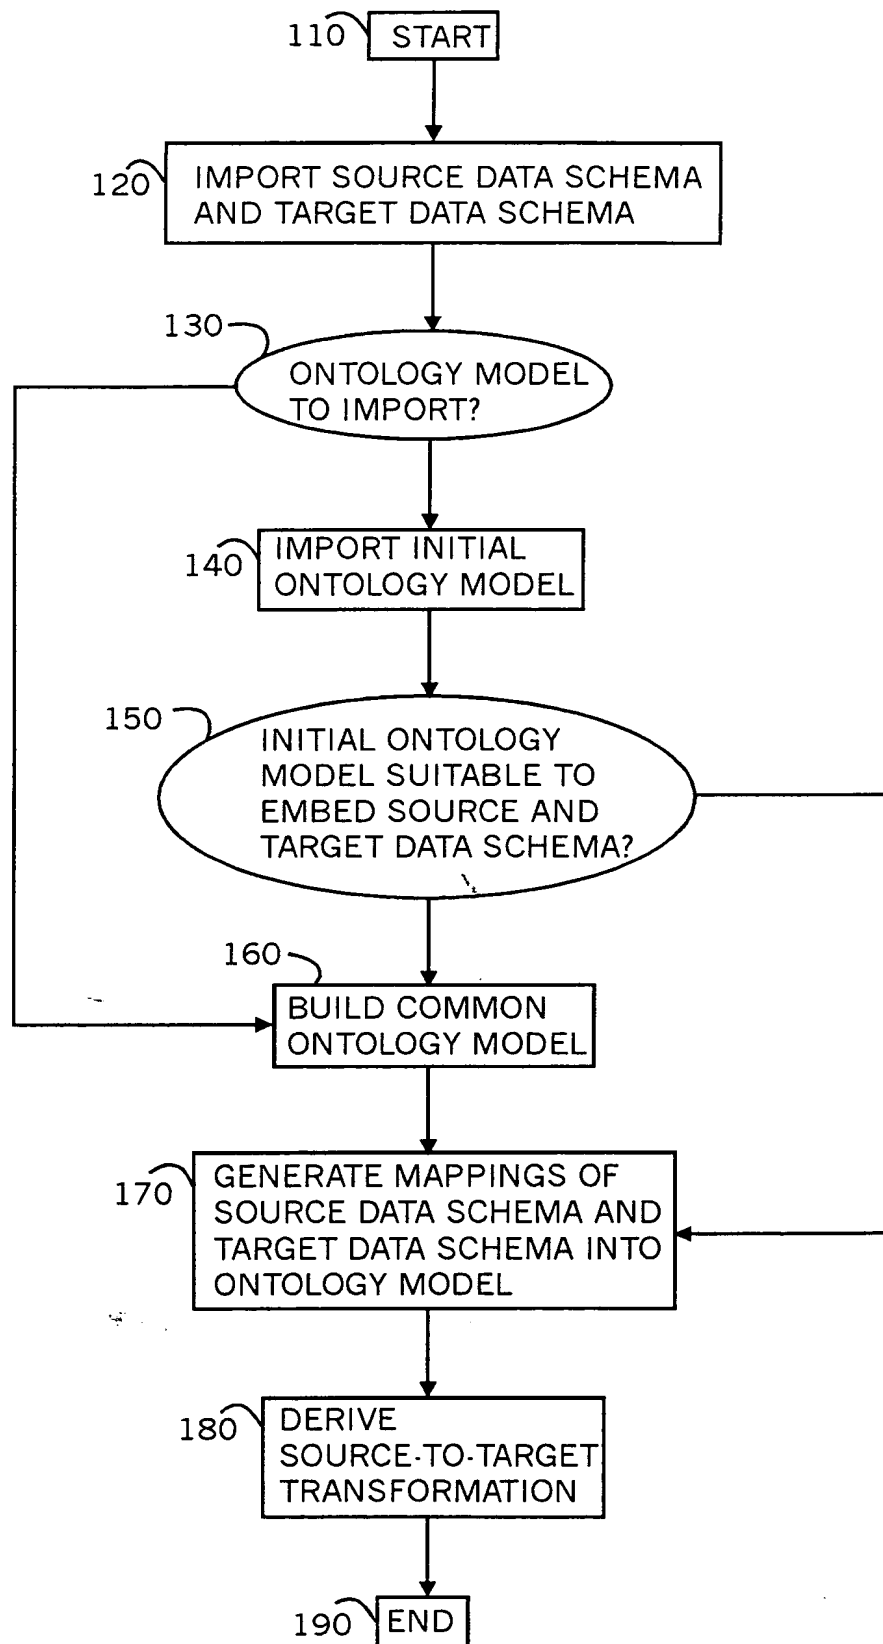 110
START
120
IMPORT SOURCE DATA SCHEMA
AND TARGET DATA SCHEMA
130
ONTOLOGY MODEL
TO IMPORT?
140
IMPORT INITIAL
ONTOLOGY MODEL
150
INITIAL ONTOLOGY
MODEL SUITABLE TO
EMBED SOURCE AND
TARGET DATA SCHEMA?
160
BUILD COMMON
ONTOLOGY MODEL
170
GENERATE MAPPINGS OF
SOURCE DATA SCHEMA AND
TARGET DATA SCHEMA INTO
ONTOLOGY MODEL
180
DERIVE
SOURCE-TO-TARGET
TRANSFORMATION
190
END